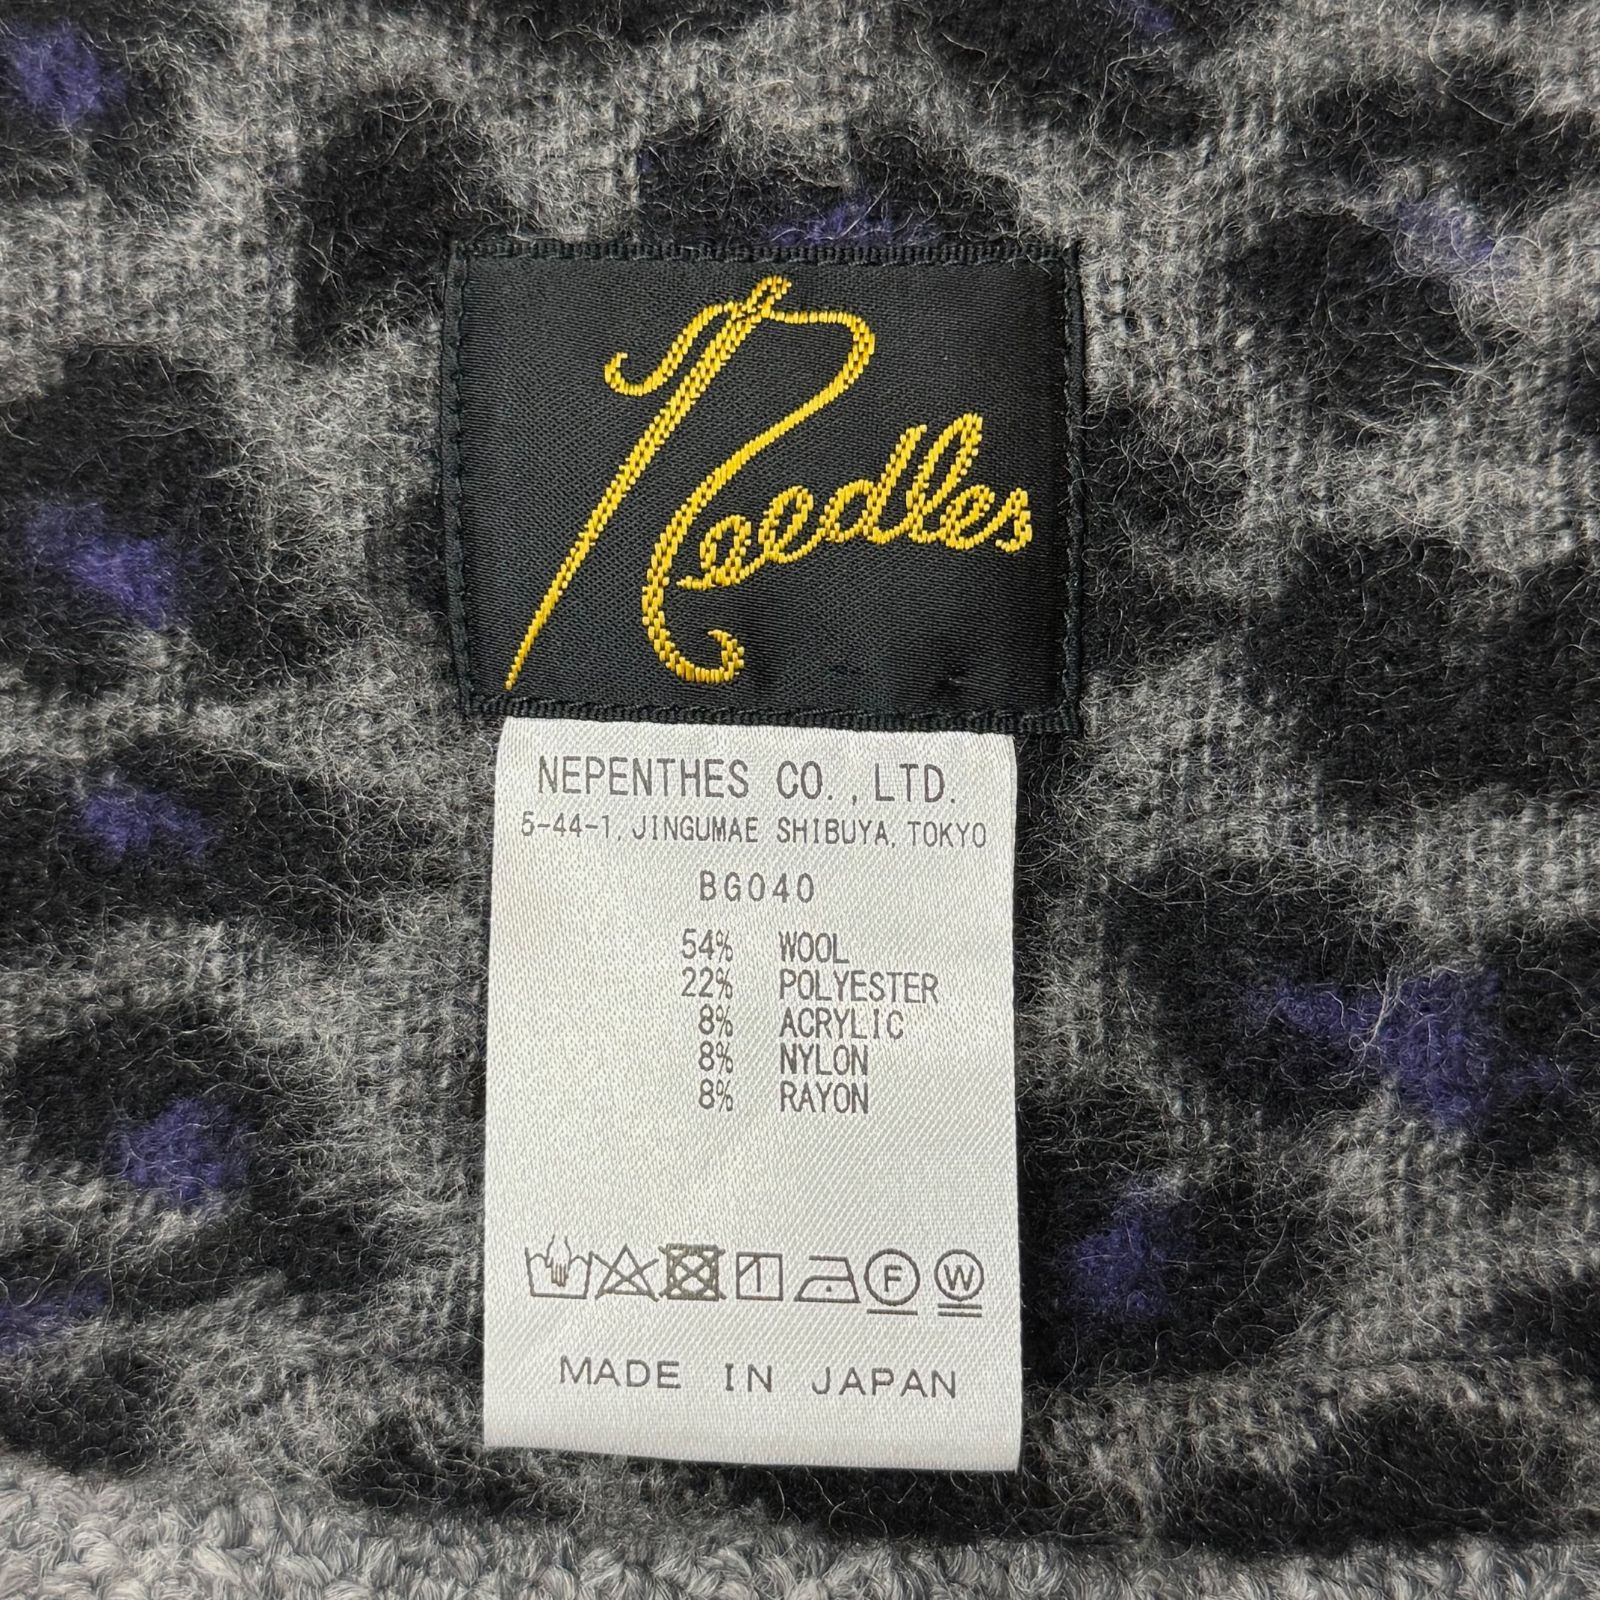 Needles
NEPENTHES CO.,LTD.
5-44-1, JINGUMAE SHIBUYA, TOKYO
BG040
54% WOOL
22% POLYESTER
8% ACRYLIC
8% NYLON
8% RAYON
1 F W
MADE IN JAPAN